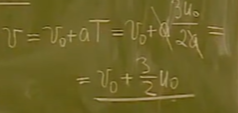 v = v₀ + aT = v₀ + a 3u₀/2a =
= v₀ + 3/2 u₀